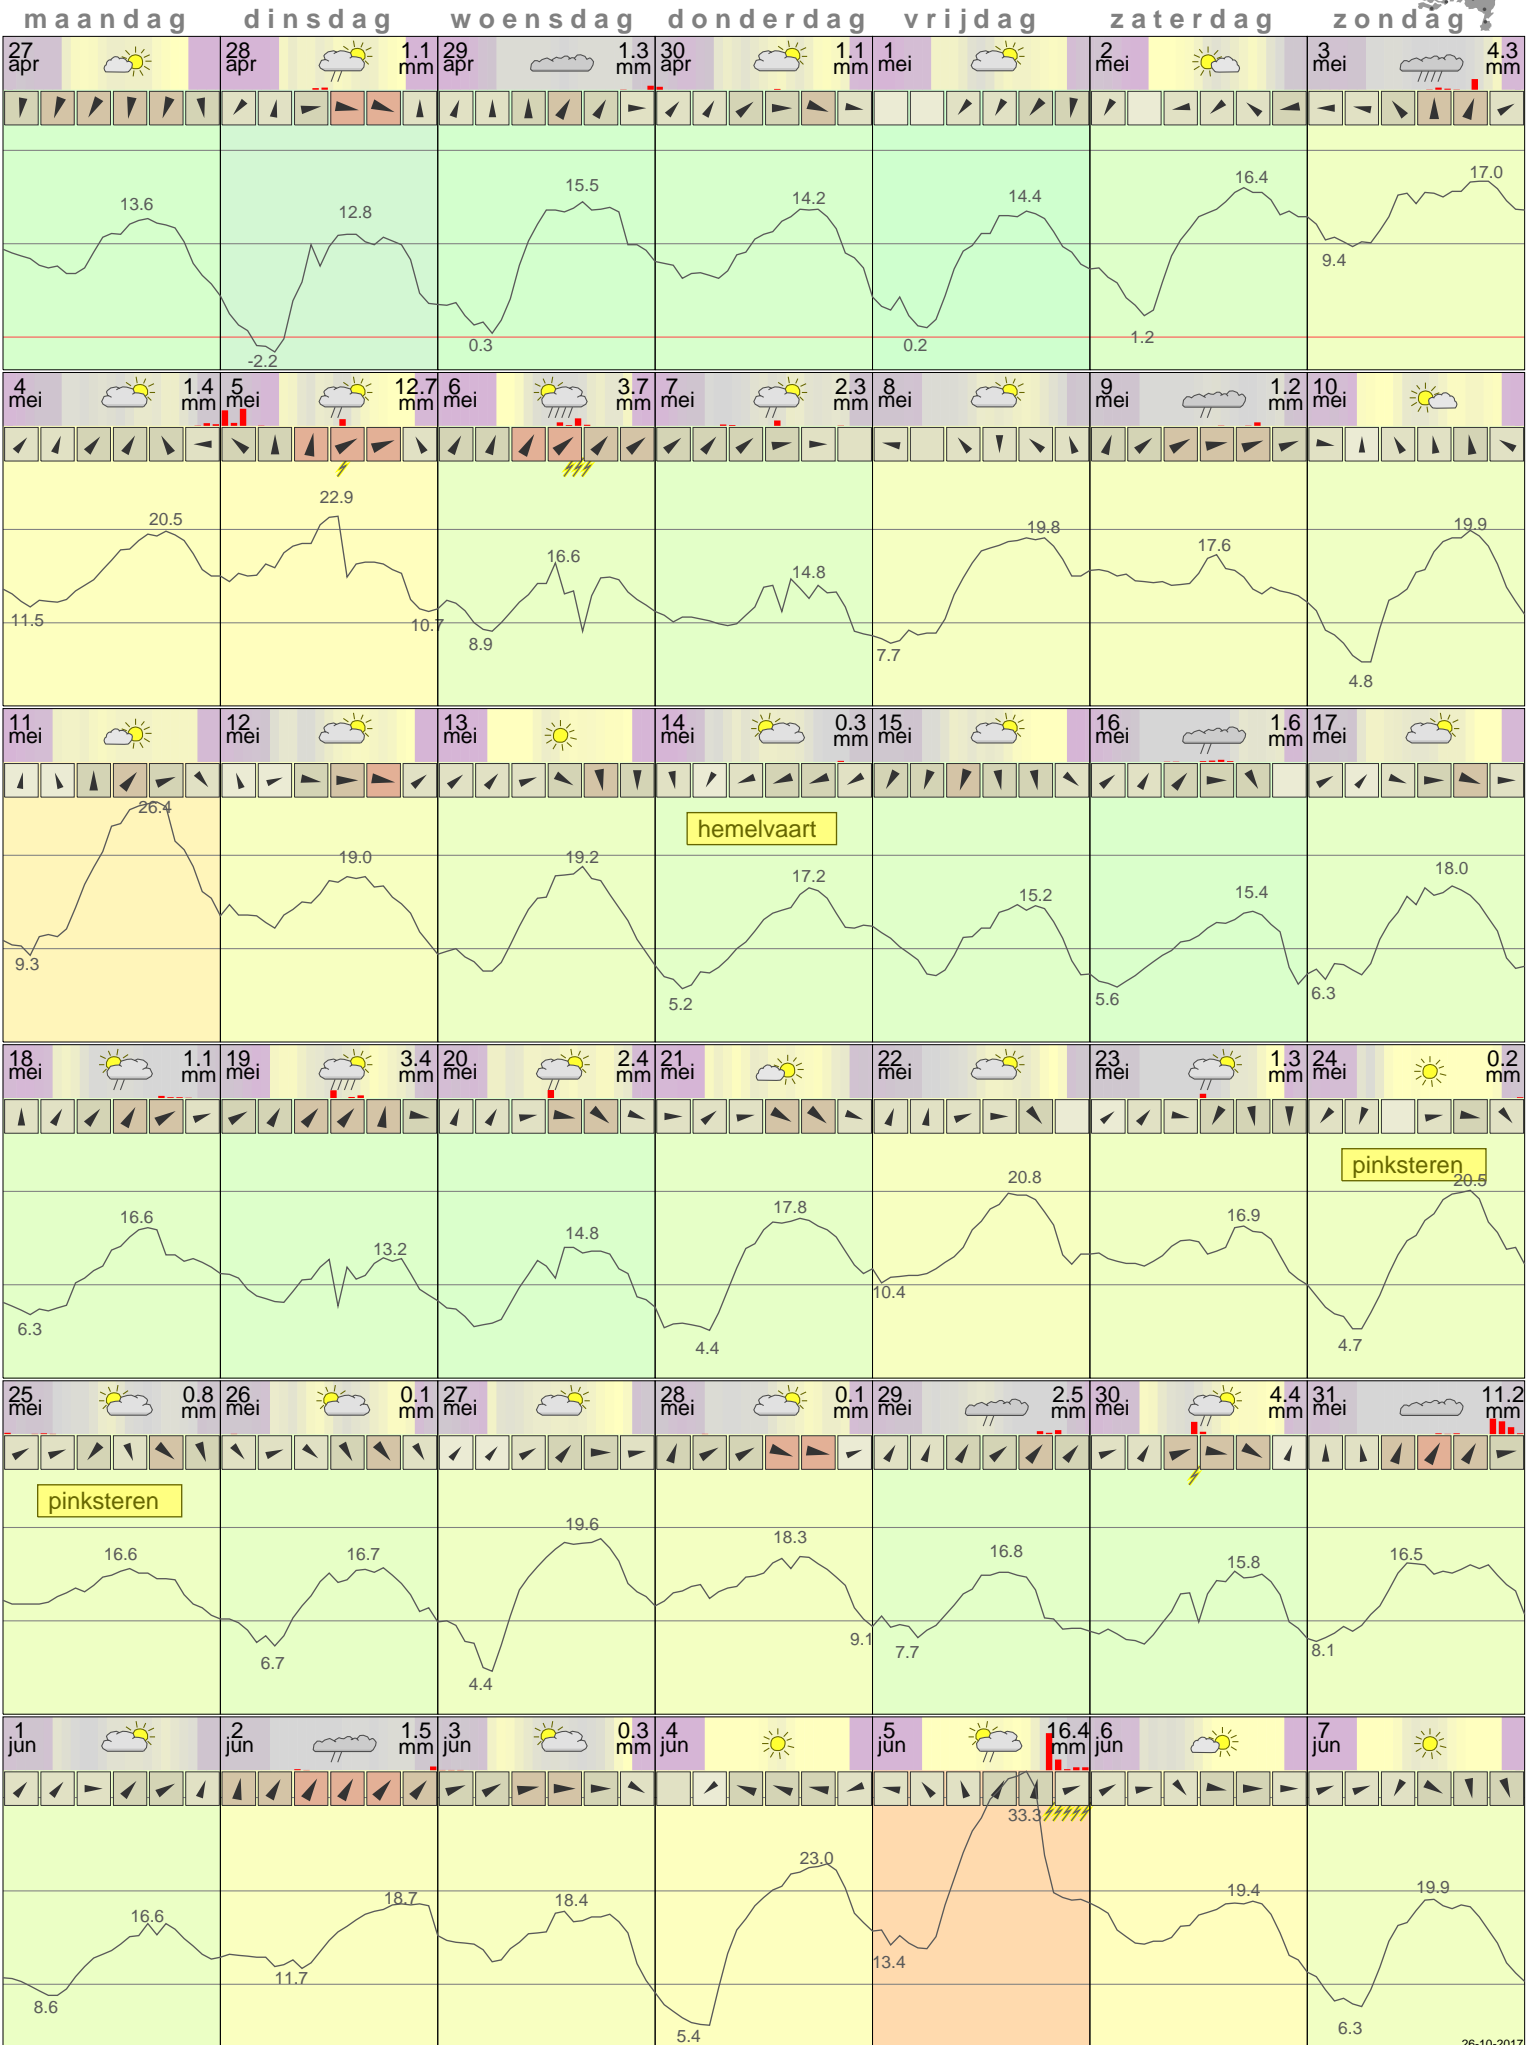 maandag dinsdag woensdag donderdag vrijdag zaterdag zondag
27 28 1.1 29 1.3 30 1.1 1 2 3 4.3
apr apr mm apr mm apr mm mei mei mei mm
13.6 12.8 15.5 14.2 14.4 16.4 17.0
-2.2 0.3 0.2 1.2 9.4
4 1.4 5 12.7 6 3.7 7 2.3 8 9 1.2 10
mei mm mei mm mei mm mei mm mei mei mm mei
20.5 22.9 16.6 14.8 19.8 17.6 19.9
11.5 10.7 8.9 7.7 4.8
11 12 13 14 0.3 15 16 1.6 17
mei mei mei mei mm mei mei mm mei
hemelvaart
26.4 19.0 19.2 17.2 15.2 15.4 18.0
9.3 5.2 5.6 6.3
18 1.1 19 3.4 20 2.4 21 22 23 1.3 24 0.2
mei mm mei mm mei mm mei mei mei mm mei mm
pinksteren
16.6 13.2 14.8 17.8 20.8 16.9 20.5
6.3 4.4 10.4 4.7
25 0.8 26 0.1 27 28 0.1 29 2.5 30 4.4 31 11.2
mei mm mei mm mei mei mm mei mm mei mm mei mm
pinksteren
16.6 16.7 19.6 18.3 16.8 15.8 16.5
6.7 4.4 9.1 7.7 8.1
1 2 1.5 3 0.3 4 5 16.4 6 7
jun jun mm jun mm jun jun mm jun jun
16.6 18.7 18.4 23.0 33.3 19.4 19.9
8.6 11.7 5.4 13.4 6.3
26-10-2017